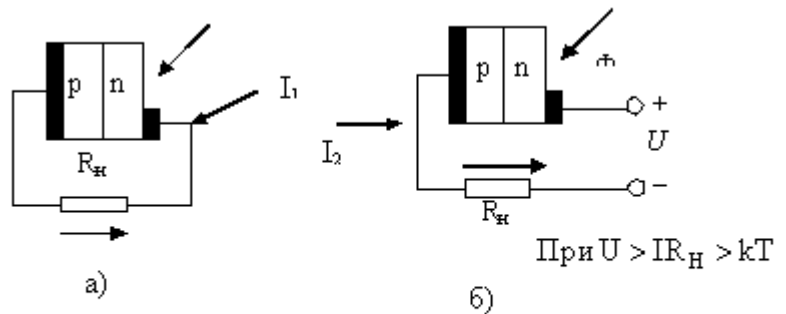 p n
I₁
Rн
а)
p n
Ф
+
U
I₂
−
Rн
При U > IRН > kT
б)